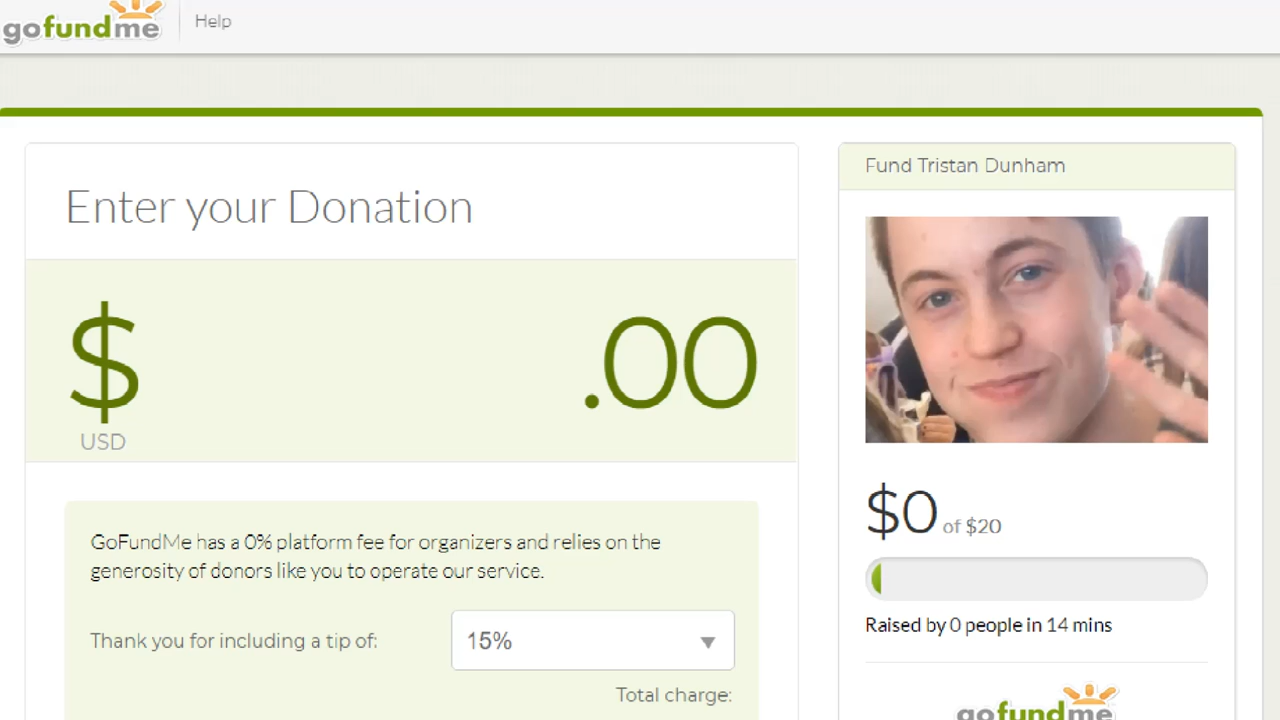 gofundme
Help
Enter your Donation
Fund Tristan Dunham
$ .00
USD
GoFundMe has a 0% platform fee for organizers and relies on the
generosity of donors like you to operate our service.
Thank you for including a tip of: 15%
Total charge:
$0 of $20
Raised by 0 people in 14 mins
gofundme